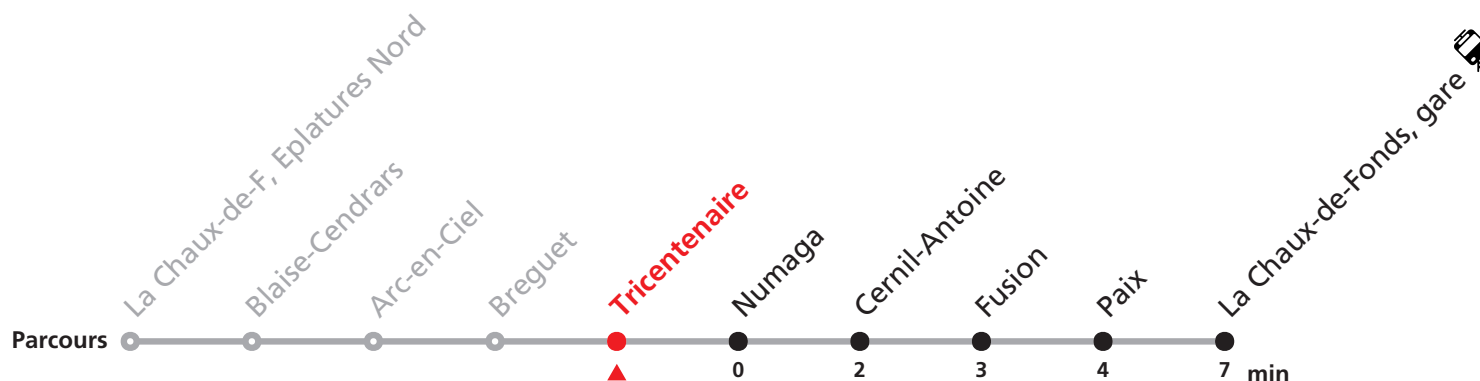 La Chaux-de-F, Eplatures Nord
Blaise-Cendrars
Arc-en-Ciel
Breguet
Tricentenaire
Numaga
Cernil-Antoine
Fusion
Paix
La Chaux-de-Fonds, gare
Parcours
0 2 3 4 7 min